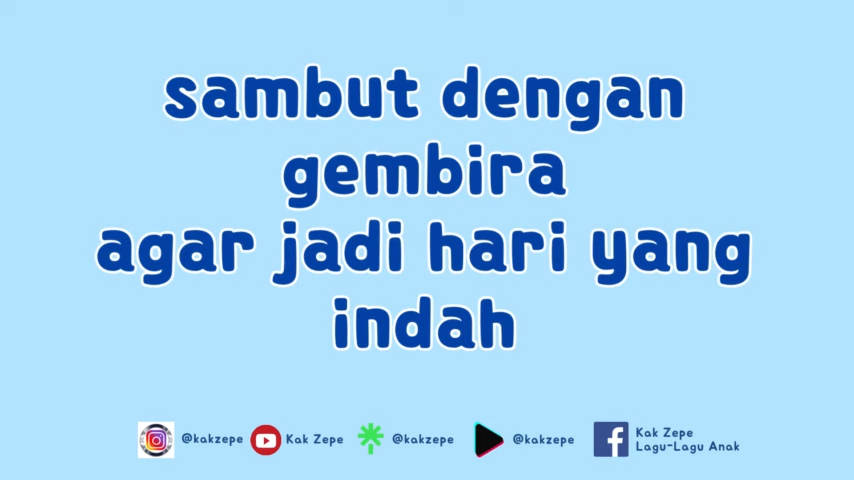 sambut dengan
gembira
agar jadi hari yang
indah
@kakzepe Kak Zepe @kakzepe @kakzepe Kak Zepe
Lagu-Lagu Anak